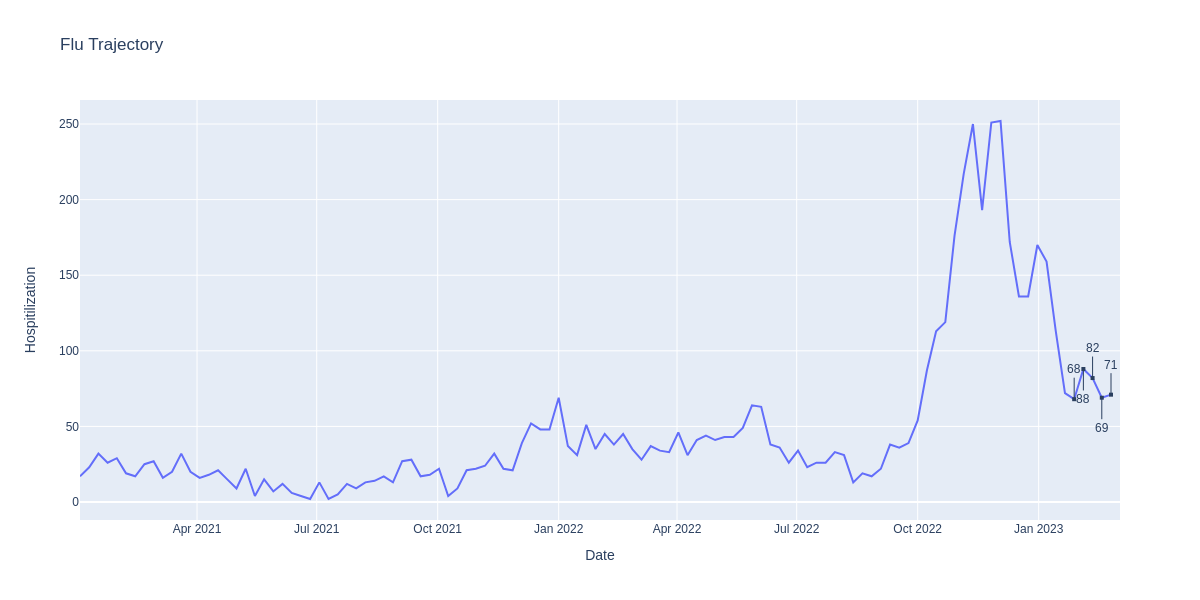 Flu Trajectory
Hospitilization
250
200
150
100
50
0
68
88
82
69
71
Apr 2021
Jul 2021
Oct 2021
Jan 2022
Apr 2022
Jul 2022
Oct 2022
Jan 2023
Date